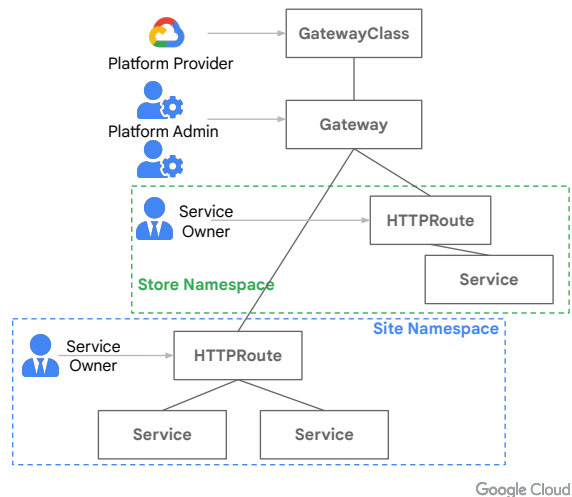 GatewayClass
Platform Provider
Gateway
Platform Admin
Service
Owner
HTTPRoute
Service
Store Namespace
Site Namespace
Service
Owner
HTTPRoute
Service
Service
Google Cloud